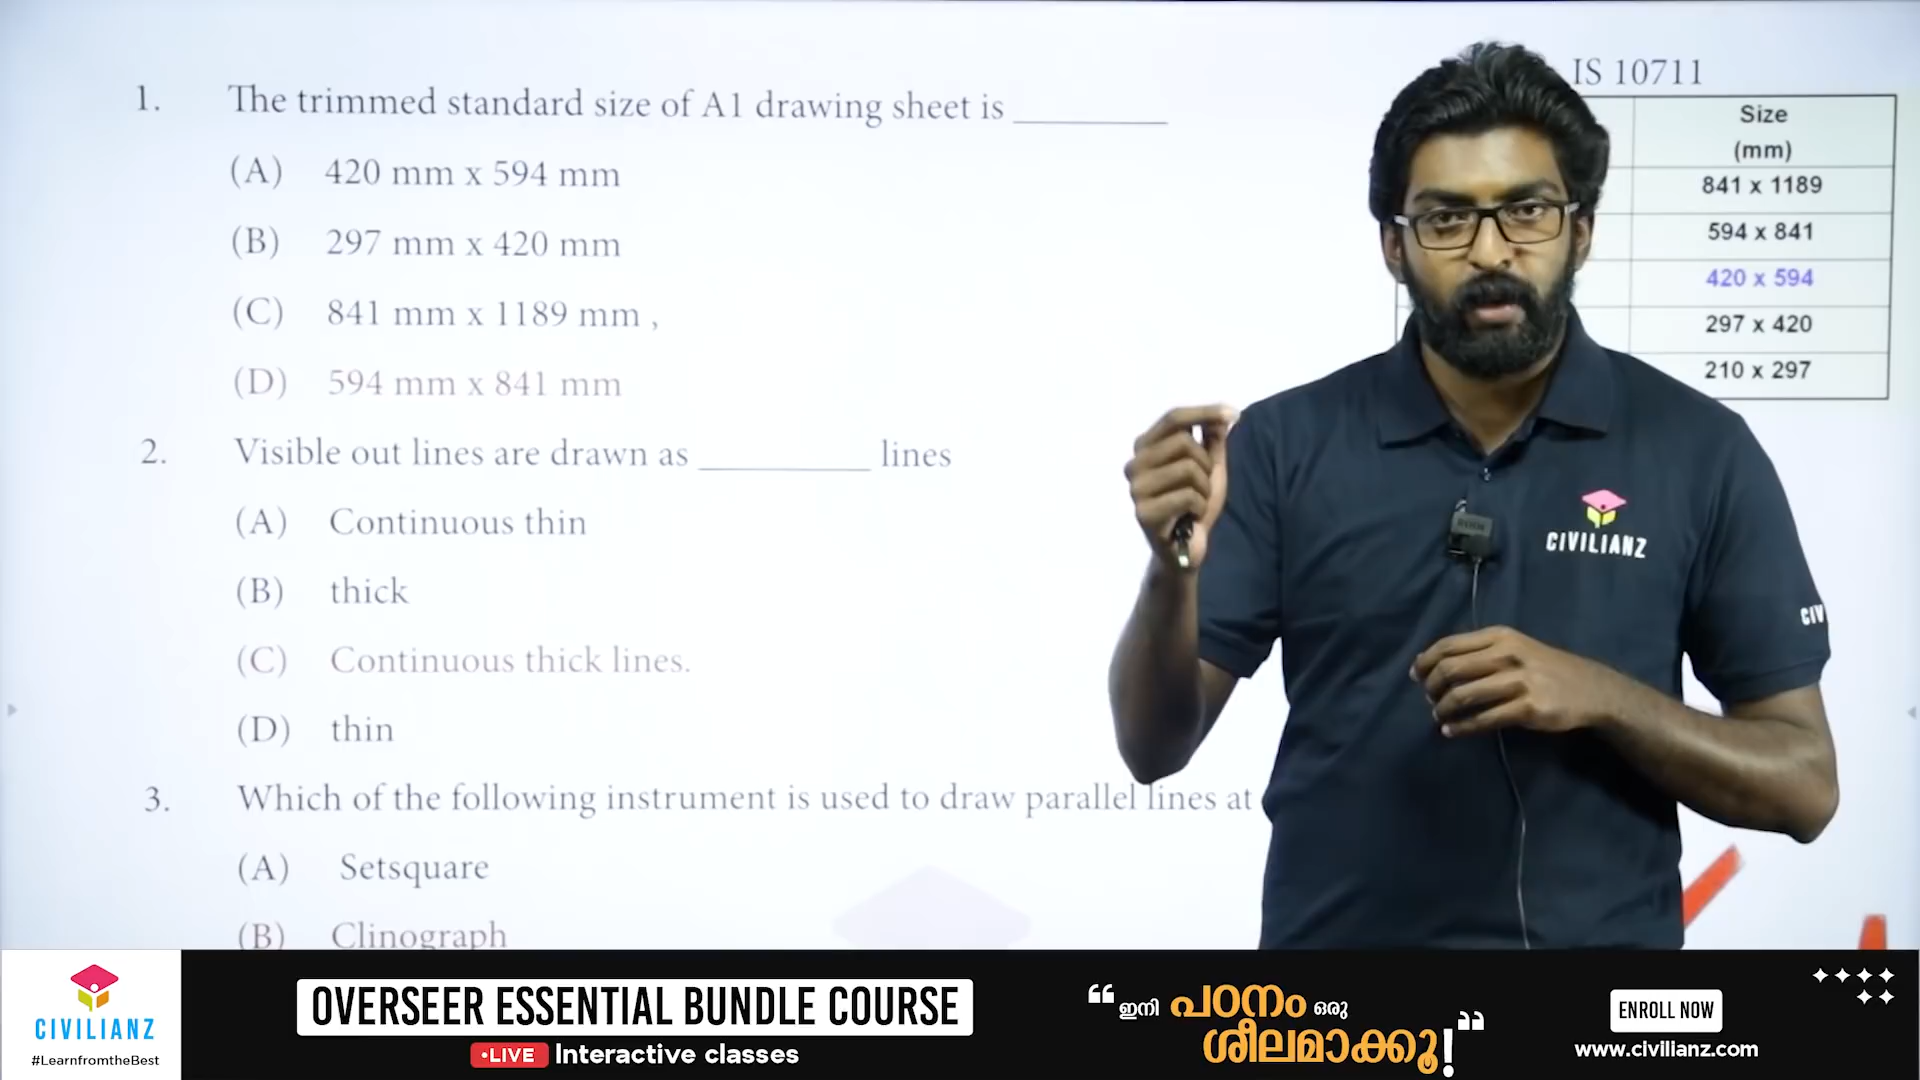 1. The trimmed standard size of A1 drawing sheet is __________
(A) 420 mm x 594 mm
(B) 297 mm x 420 mm
(C) 841 mm x 1189 mm ,
(D) 594 mm x 841 mm
2. Visible out lines are drawn as __________ lines
(A) Continuous thin
(B) thick
(C) Continuous thick lines.
(D) thin
3. Which of the following instrument is used to draw parallel lines at
(A) Setsquare
(B) Clinograph
IS 10711
Size
(mm)
841 x 1189
594 x 841
420 x 594
297 x 420
210 x 297
CIVILIANZ
CIV
CIVILIANZ
#LearnfromtheBest
OVERSEER ESSENTIAL BUNDLE COURSE
•LIVE Interactive classes
“ഇനി പഠനം ഒരു
ശീലമാക്കൂ!”
ENROLL NOW
www.civilianz.com